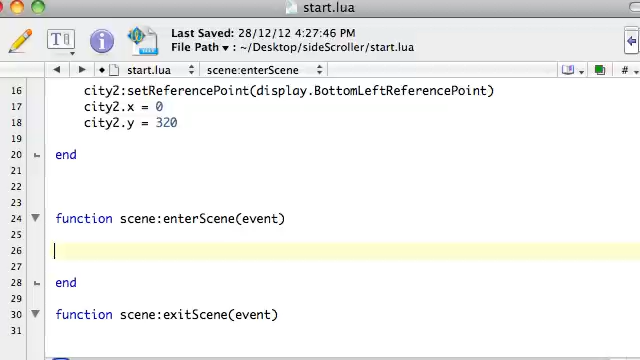 start.lua
Last Saved: 28/12/12 4:27:46 PM
File Path ▾ : ~/Desktop/sideScroller/start.lua
T
i
LUA
start.lua scene:enterScene #
16 city2:setReferencePoint(display.BottomLeftReferencePoint)
17 city2.x = 0
18 city2.y = 320
19
20 end
21
22
23
24 function scene:enterScene(event)
25
26
27
28 end
29
30 function scene:exitScene(event)
31